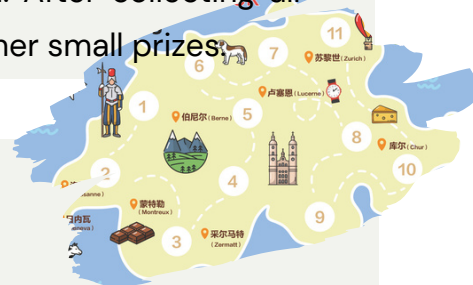 her small prizes.
11
6
7
苏黎世(Zurich)
卢塞恩(Lucerne)
1
伯尼尔(Berne)
5
8
库尔(Chur)
2
10
4
蒙特勒
(Montreux)
9
3
采尔马特
(Zermatt)